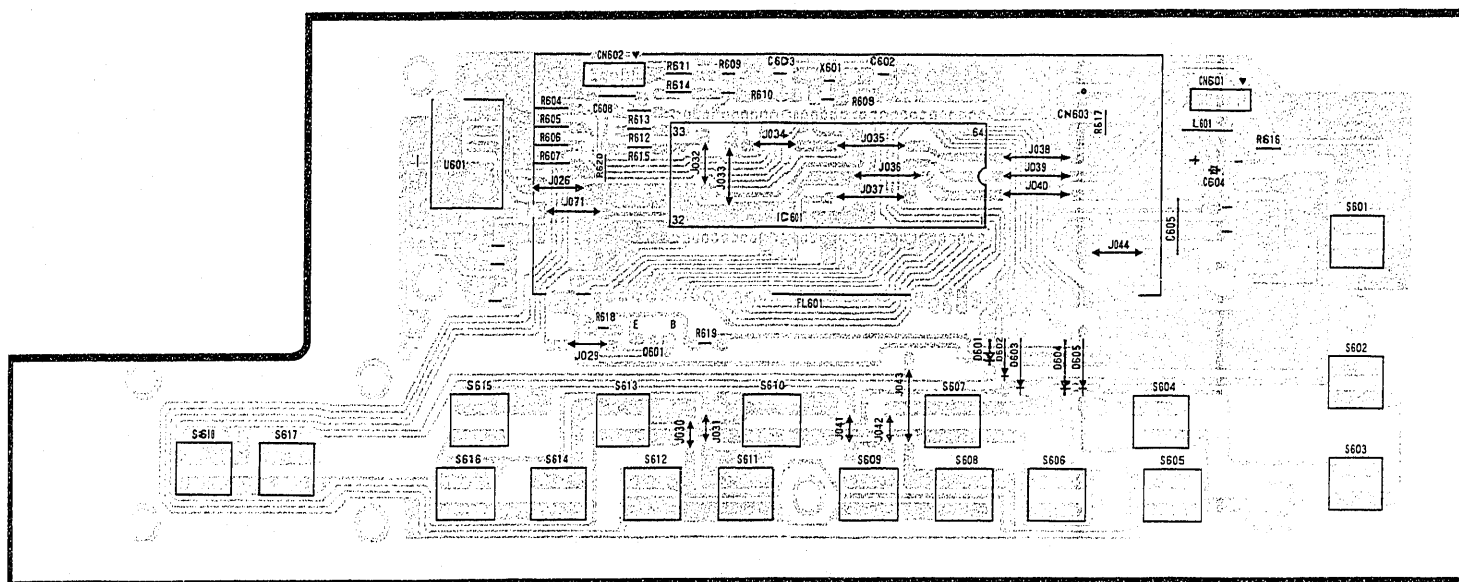 CN602
R611 R609 C603 X601 C602
R614 R610 R609
CN601
R604 C608
R605 R613
R606 R612
R607 R620 R615
U601
J026
J071
33 64
J032 J033 J034 J035
J036
J037
32 IC601 1
CN603 R617
J038
J039
J040
L601
R616
+ -
C604
C605
J044
S601
FL601
R618 E B R619
J029 Q601
D601 D602 D603 D604 D605
S602
S615 S613 S610 J043 S607 S604
J030 J031 J041 J042
S618 S617
S616 S614 S612 S611 S609 S608 S606 S605
S603